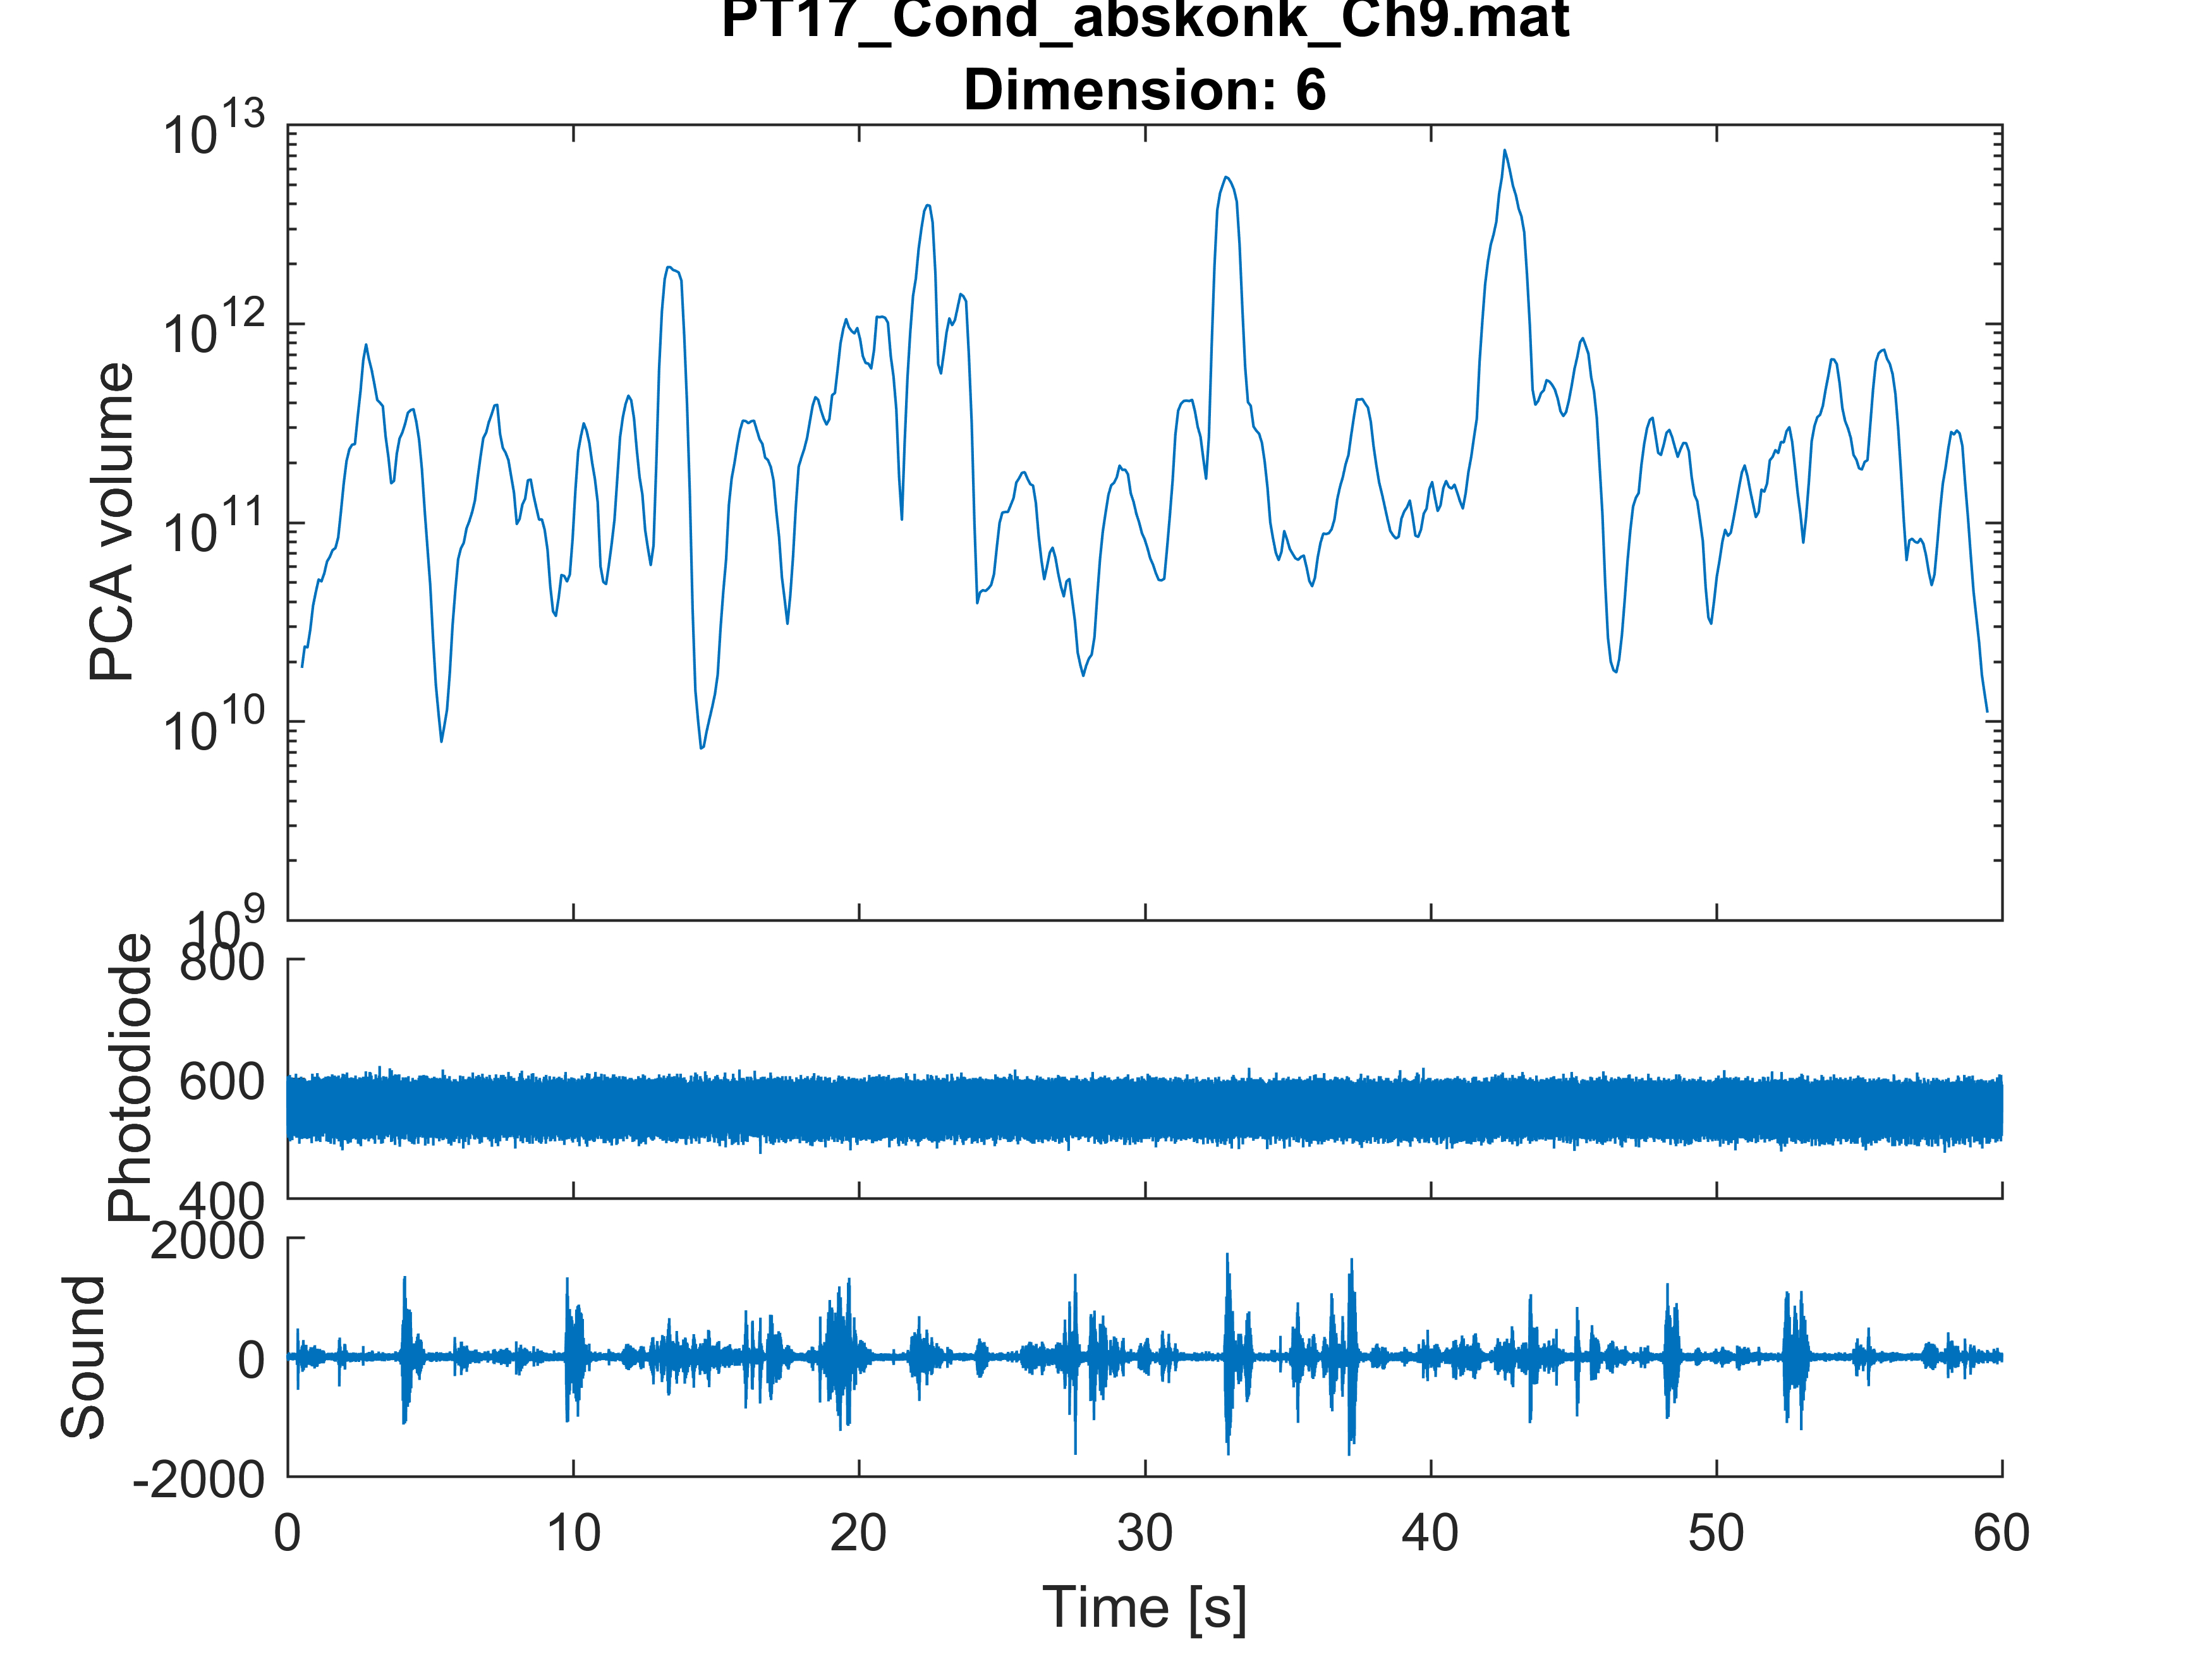 PT17_Cond_abskonk_Ch9.mat
Dimension: 6
PCA volume
10^13
10^12
10^11
10^10
10^9
Photodiode
800
600
400
Sound
2000
0
-2000
0 10 20 30 40 50 60
Time [s]